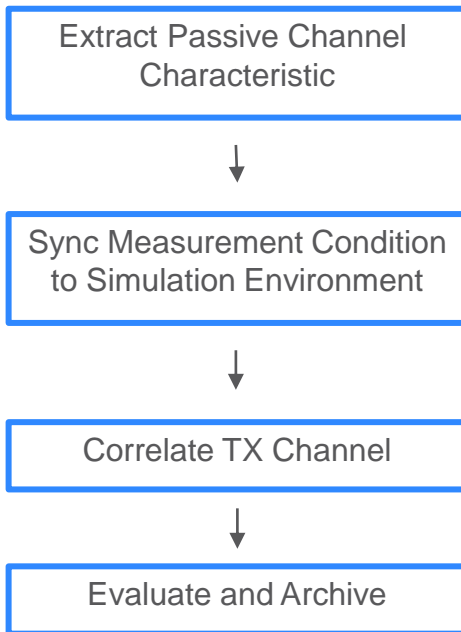 Extract Passive Channel
Characteristic
Sync Measurement Condition
to Simulation Environment
Correlate TX Channel
Evaluate and Archive